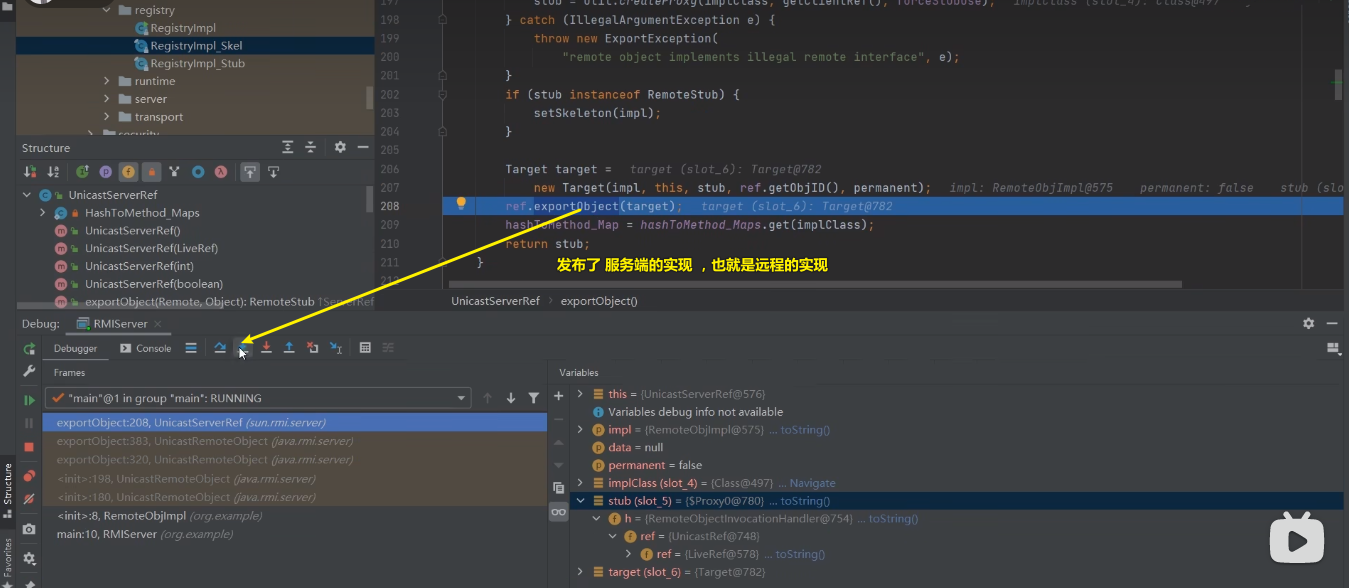 registry
RegistryImpl
RegistryImpl_Skel
RegistryImpl_Stub
runtime
server
transport
security
Structure
UnicastServerRef
HashToMethod_Maps
UnicastServerRef()
UnicastServerRef(LiveRef)
UnicastServerRef(int)
UnicastServerRef(boolean)
exportObject(Remote, Object): RemoteStub ↑ServerRef
197 stub = Util.createProxy(implClass, getClientRef(), forceStubUse); implClass (slot_4): Class@497
198 } catch (IllegalArgumentException e) {
199 throw new ExportException(
200 "remote object implements illegal remote interface", e);
201 }
202 if (stub instanceof RemoteStub) {
203 setSkeleton(impl);
204 }
205
206 Target target = target (slot_6): Target@782
207 new Target(impl, this, stub, ref.getObjID(), permanent); impl: RemoteObjImpl@575 permanent: false stub (slo
208 ref.exportObject(target); target (slot_6): Target@782
209 hashToMethod_Map = hashToMethod_Maps.get(implClass);
210 return stub;
211 }
212
发布了 服务端的实现 ，也就是远程的实现
UnicastServerRef › exportObject()
Debug: RMIServer ×
Debugger Console
Frames
"main"@1 in group "main": RUNNING
exportObject:208, UnicastServerRef (sun.rmi.server)
exportObject:383, UnicastRemoteObject (java.rmi.server)
exportObject:320, UnicastRemoteObject (java.rmi.server)
<init>:198, UnicastRemoteObject (java.rmi.server)
<init>:180, UnicastRemoteObject (java.rmi.server)
<init>:8, RemoteObjImpl (org.example)
main:10, RMIServer (org.example)
Variables
this = {UnicastServerRef@576}
Variables debug info not available
impl = {RemoteObjImpl@575} ... toString()
data = null
permanent = false
implClass (slot_4) = {Class@497} ... Navigate
stub (slot_5) = {$Proxy0@780} ... toString()
h = {RemoteObjectInvocationHandler@754} ... toString()
ref = {UnicastRef@748}
ref = {LiveRef@578} ... toString()
target (slot_6) = {Target@782}
Structure
Favorites